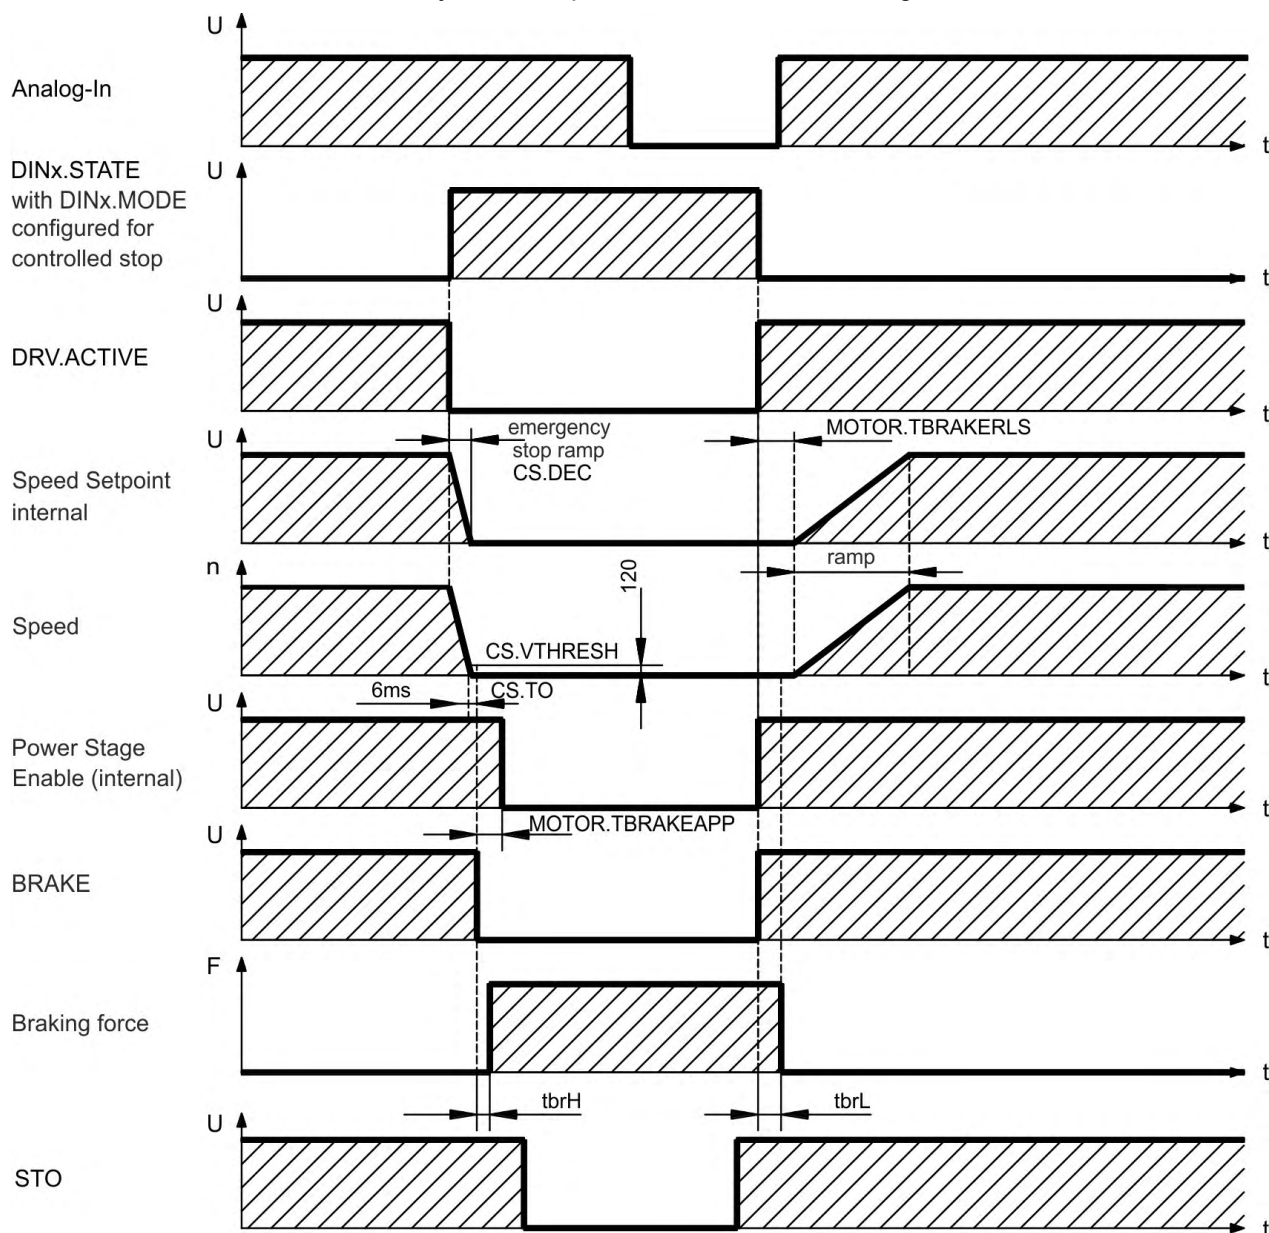 U
Analog-In
t
DINx.STATE
with DINx.MODE
configured for
controlled stop
U
t
U
DRV.ACTIVE
t
U
emergency
stop ramp
CS.DEC
MOTOR.TBRAKERLS
Speed Setpoint
internal
t
n
120
ramp
Speed
CS.VTHRESH
t
6ms
CS.TO
U
Power Stage
Enable (internal)
t
MOTOR.TBRAKEAPP
U
BRAKE
t
F
Braking force
t
tbrH
tbrL
U
STO
t